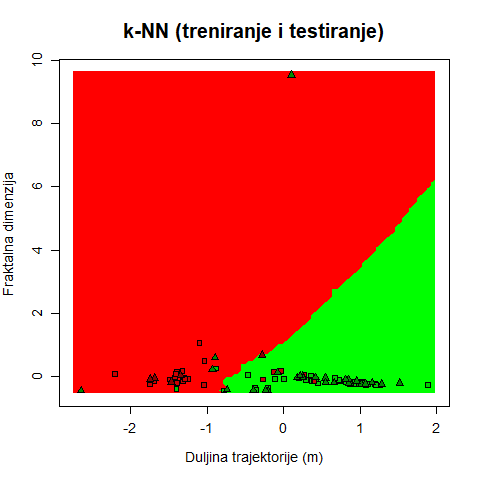 k-NN (treniranje i testiranje)
Fraktalna dimenzija
10
8
6
4
2
0
-2 -1 0 1 2
Duljina trajektorije (m)